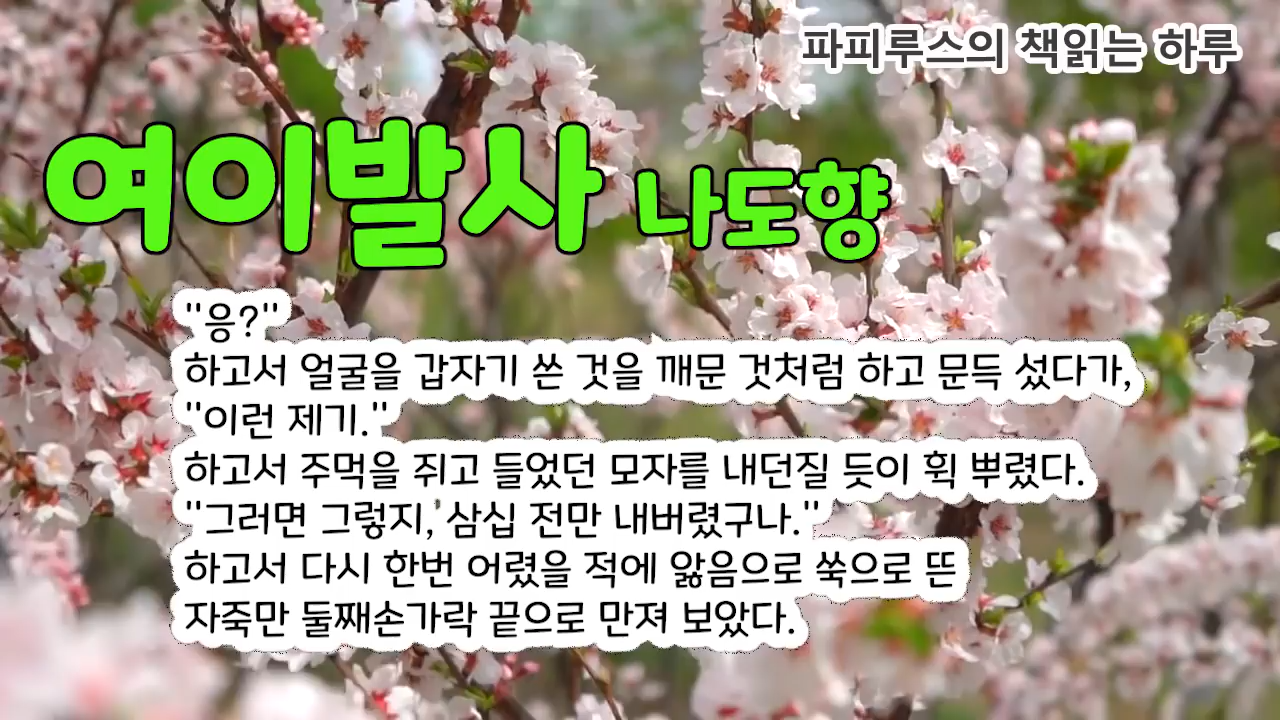 파피루스의 책읽는 하루
여이발사 나도향
"응?"
하고서 얼굴을 갑자기 쓴 것을 깨문 것처럼 하고 문득 섰다가,
"이런 제기."
하고서 주먹을 쥐고 들었던 모자를 내던질 듯이 휙 뿌렸다.
"그러면 그렇지,' 삼십 전만 내버렸구나."
하고서 다시 한번 어렸을 적에 앓음으로 쑥으로 뜬
자죽만 둘째손가락 끝으로 만져 보았다.